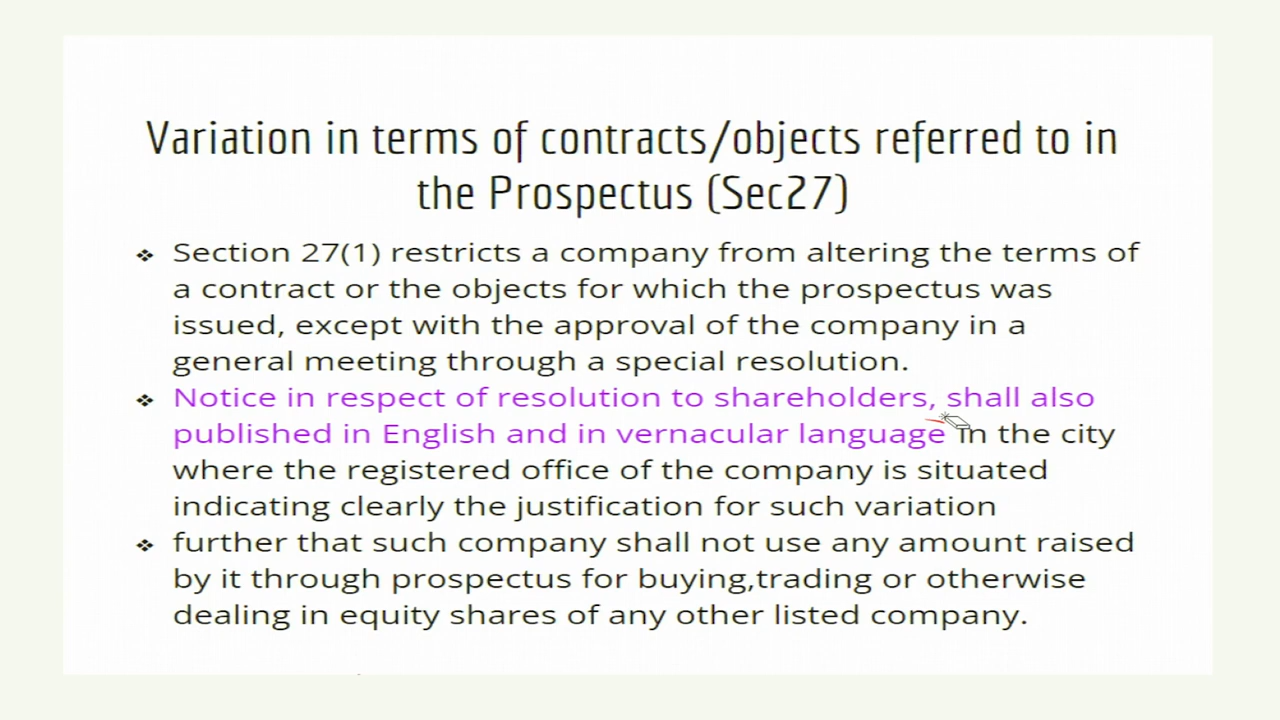 Variation in terms of contracts/objects referred to in
the Prospectus (Sec27)
❖ Section 27(1) restricts a company from altering the terms of
a contract or the objects for which the prospectus was
issued, except with the approval of the company in a
general meeting through a special resolution.
❖ Notice in respect of resolution to shareholders, shall also
published in English and in vernacular language in the city
where the registered office of the company is situated
indicating clearly the justification for such variation
❖ further that such company shall not use any amount raised
by it through prospectus for buying,trading or otherwise
dealing in equity shares of any other listed company.